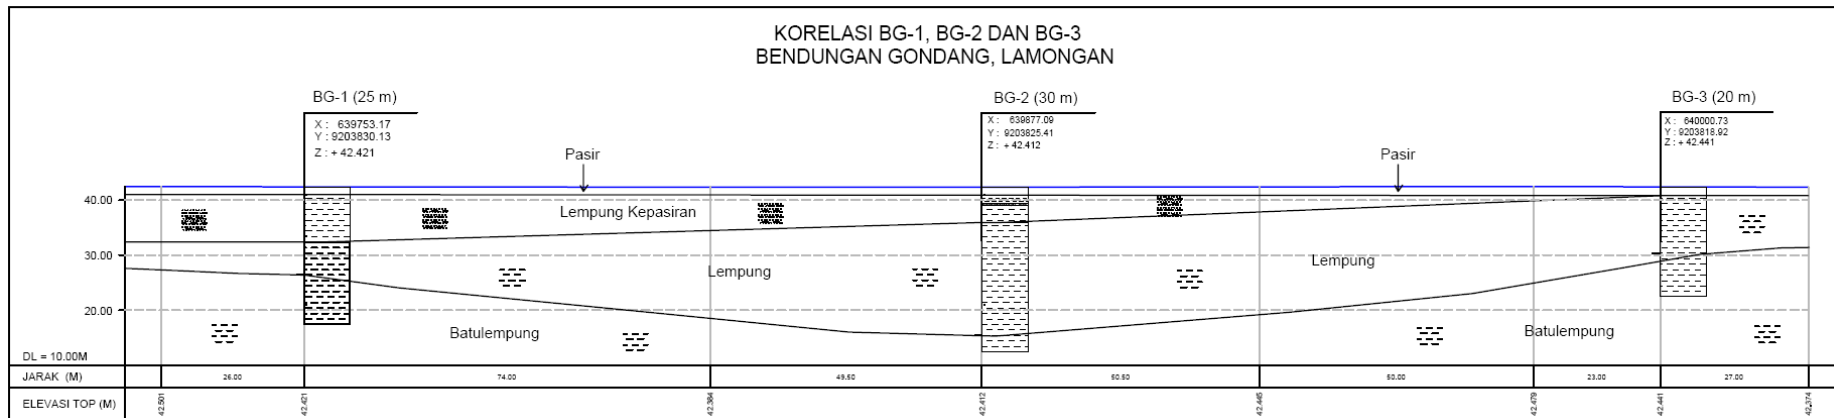 KORELASI BG-1, BG-2 DAN BG-3
BENDUNGAN GONDANG, LAMONGAN
BG-1 (25 m)
X : 639753.17
Y : 9203830.13
Z : + 42.421
BG-2 (30 m)
X : 639877.09
Y : 9203825.41
Z : + 42.412
BG-3 (20 m)
X : 640000.73
Y : 9203818.92
Z : + 42.441
Pasir
Pasir
40.00
Lempung Kepasiran
30.00
Lempung
Lempung
20.00
Batulempung
Batulempung
DL = 10.00M
JARAK (M) 26.00 74.00 49.50 50.50 50.00 23.00 27.00
ELEVASI TOP (M) 42.501 42.421 42.384 42.412 42.485 42.479 42.441 42.374